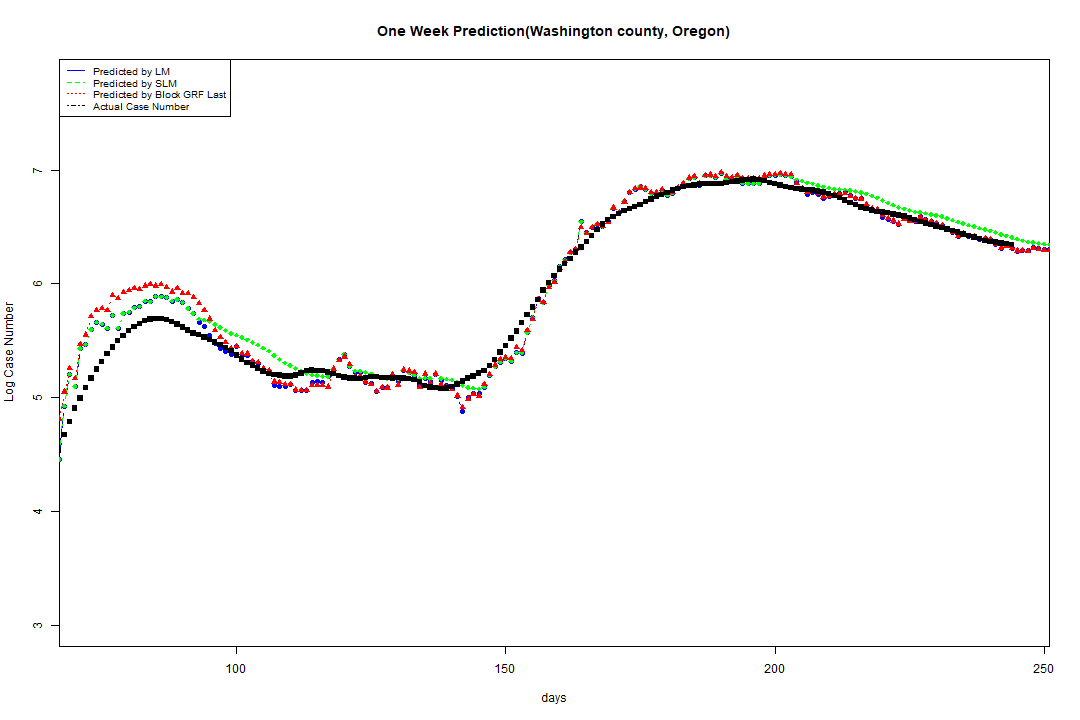 One Week Prediction(Washington county, Oregon)
Predicted by LM
Predicted by SLM
Predicted by Block GRF Last
Actual Case Number
7
6
5
4
3
Log Case Number
100 150 200 250
days